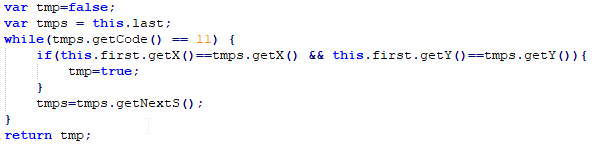 var tmp=false;
var tmps = this.last;
while(tmps.getCode() == 11) {
if(this.first.getX()==tmps.getX() && this.first.getY()==tmps.getY()){
tmp=true;
}
tmps=tmps.getNextS();
}
return tmp;